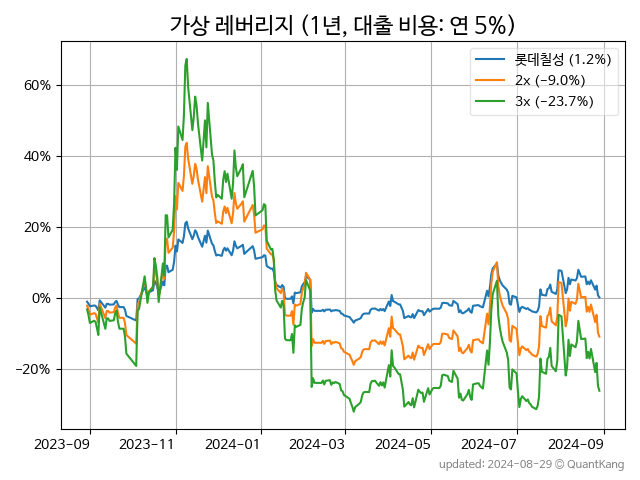 가상 레버리지 (1년, 대출 비용: 연 5%)
롯데칠성 (1.2%)
2x (−9.0%)
3x (−23.7%)
60%
40%
20%
0%
−20%
2023-09 2023-11 2024-01 2024-03 2024-05 2024-07 2024-09
updated: 2024-08-29 © QuantKang